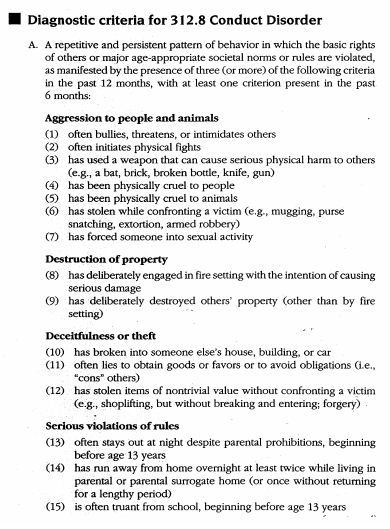 Diagnostic criteria for 312.8 Conduct Disorder
A. A repetitive and persistent pattern of behavior in which the basic rights
of others or major age-appropriate societal norms or rules are violated,
as manifested by the presence of three (or more) of the following criteria
in the past 12 months, with at least one criterion present in the past
6 months:
Aggression to people and animals
(1) often bullies, threatens, or intimidates others
(2) often initiates physical fights
(3) has used a weapon that can cause serious physical harm to others
(e.g., a bat, brick, broken bottle, knife, gun)
(4) has been physically cruel to people
(5) has been physically cruel to animals
(6) has stolen while confronting a victim (e.g., mugging, purse
snatching, extortion, armed robbery)
(7) has forced someone into sexual activity
Destruction of property
(8) has deliberately engaged in fire setting with the intention of causing
serious damage
(9) has deliberately destroyed others' property (other than by fire
setting)
Deceitfulness or theft
(10) has broken into someone else's house, building, or car
(11) often lies to obtain goods or favors or to avoid obligations (i.e.,
"cons" others)
(12) has stolen items of nontrivial value without confronting a victim
(e.g., shoplifting, but without breaking and entering; forgery)
Serious violations of rules
(13) often stays out at night despite parental prohibitions, beginning
before age 13 years
(14) has run away from home overnight at least twice while living in
parental or parental surrogate home (or once without returning
for a lengthy period)
(15) is often truant from school, beginning before age 13 years